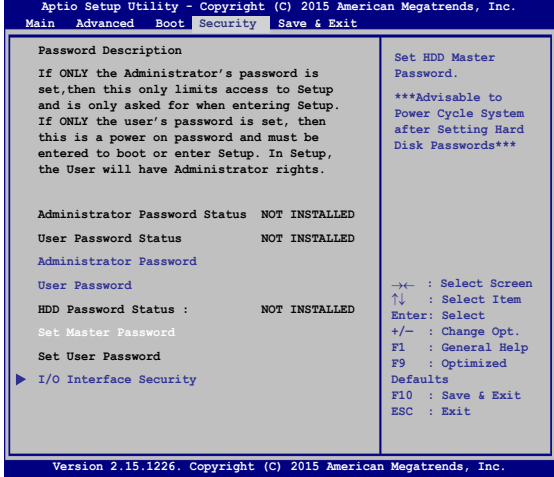 Aptio Setup Utility - Copyright (C) 2015 American Megatrends, Inc.
Main Advanced Boot Security Save & Exit
Password Description
If ONLY the Administrator's password is
set,then this only limits access to Setup
and is only asked for when entering Setup.
If ONLY the user's password is set, then
this is a power on password and must be
entered to boot or enter Setup. In Setup,
the User will have Administrator rights.
Administrator Password Status NOT INSTALLED
User Password Status NOT INSTALLED
Administrator Password
User Password
HDD Password Status : NOT INSTALLED
Set Master Password
Set User Password
I/O Interface Security
Set HDD Master
Password.
***Advisable to
Power Cycle System
after Setting Hard
Disk Passwords***
→← : Select Screen
↑↓ : Select Item
Enter: Select
+/— : Change Opt.
F1 : General Help
F9 : Optimized
Defaults
F10 : Save & Exit
ESC : Exit
Version 2.15.1226. Copyright (C) 2015 American Megatrends, Inc.